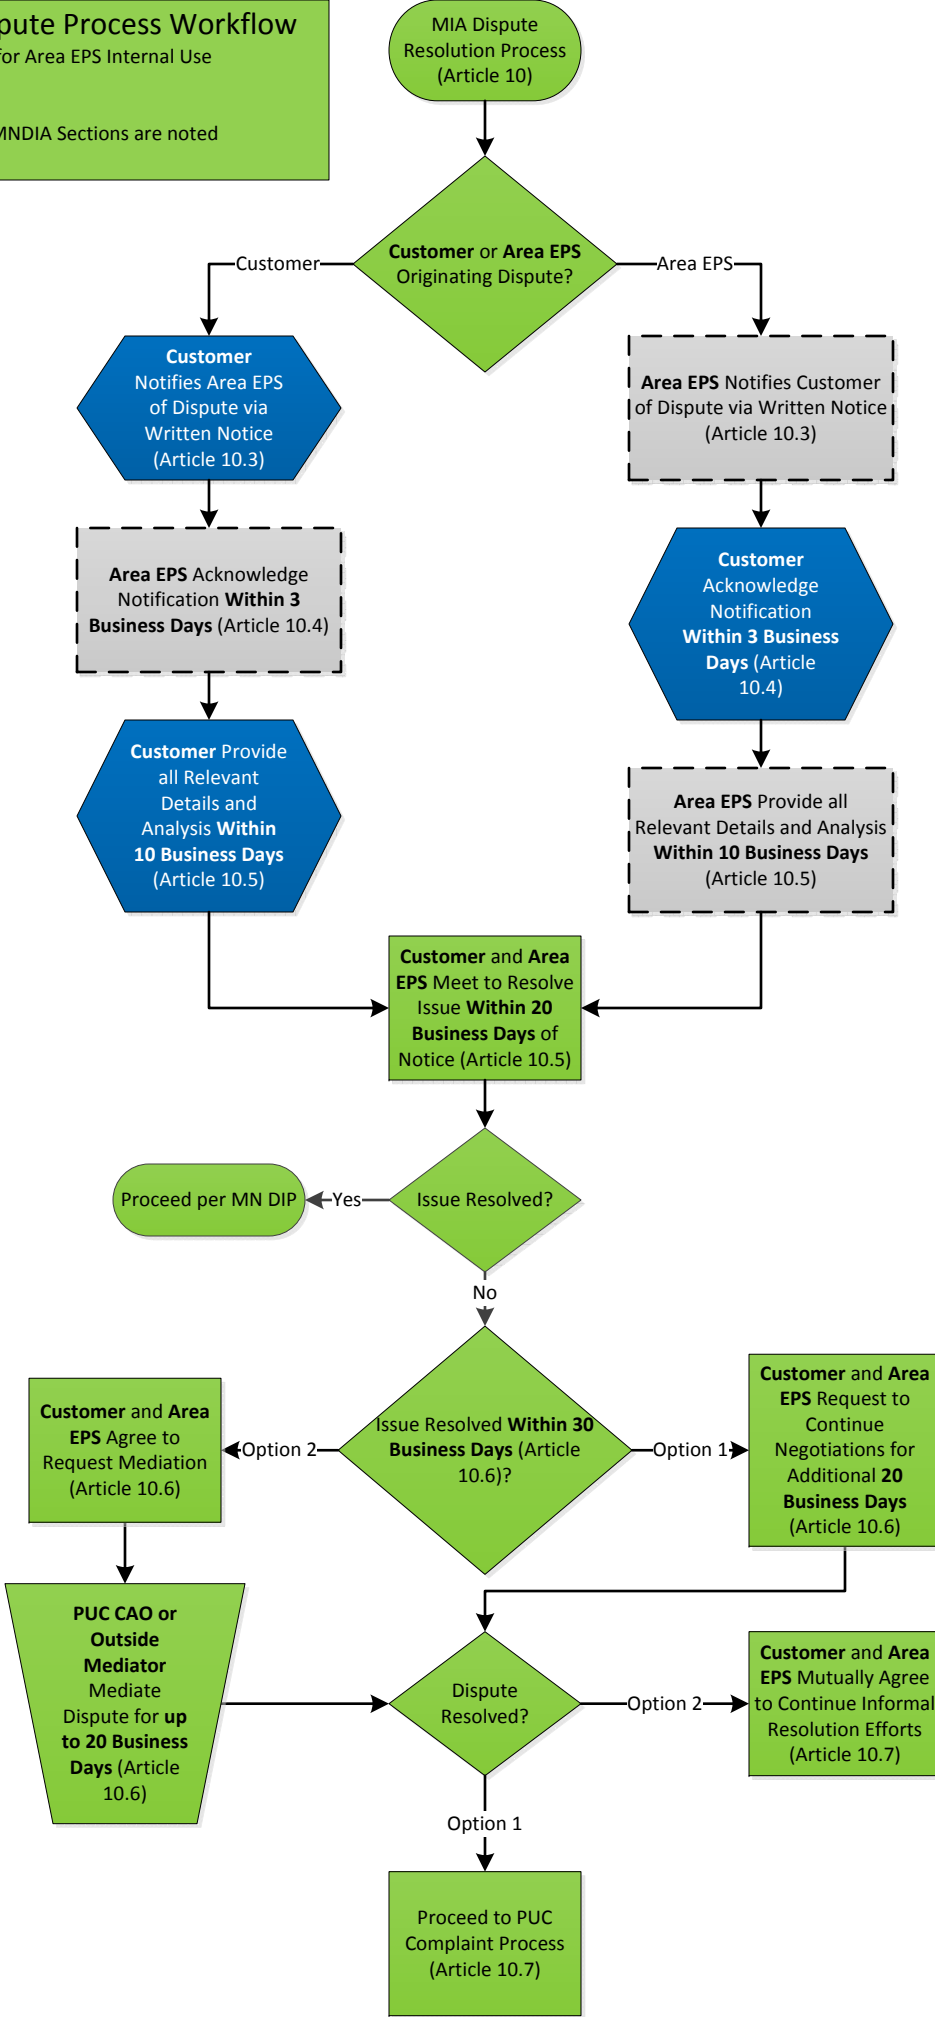 Process Workflow
for Area EPS Internal Use
Sections are noted
MIA Dispute
Resolution Process
(Article 10)
Customer or Area EPS
Originating Dispute?
Customer
Area EPS
Customer
Notifies Area EPS
of Dispute via
Written Notice
(Article 10.3)
Area EPS Notifies Customer
of Dispute via Written Notice
(Article 10.3)
Area EPS Acknowledge
Notification Within 3
Business Days (Article 10.4)
Customer
Acknowledge
Notification
Within 3 Business
Days (Article
10.4)
Customer Provide
all Relevant
Details and
Analysis Within
10 Business Days
(Article 10.5)
Area EPS Provide all
Relevant Details and Analysis
Within 10 Business Days
(Article 10.5)
Customer and Area
EPS Meet to Resolve
Issue Within 20
Business Days of
Notice (Article 10.5)
Issue Resolved?
Yes
Proceed per MN DIP
No
Issue Resolved Within 30
Business Days (Article
10.6)?
Option 2
Option 1
Customer and Area
EPS Agree to
Request Mediation
(Article 10.6)
Customer and Area
EPS Request to
Continue
Negotiations for
Additional 20
Business Days
(Article 10.6)
PUC CAO or
Outside
Mediator
Mediate
Dispute for up
to 20 Business
Days (Article
10.6)
Dispute
Resolved?
Option 2
Customer and Area
EPS Mutually Agree
to Continue Informal
Resolution Efforts
(Article 10.7)
Option 1
Proceed to PUC
Complaint Process
(Article 10.7)